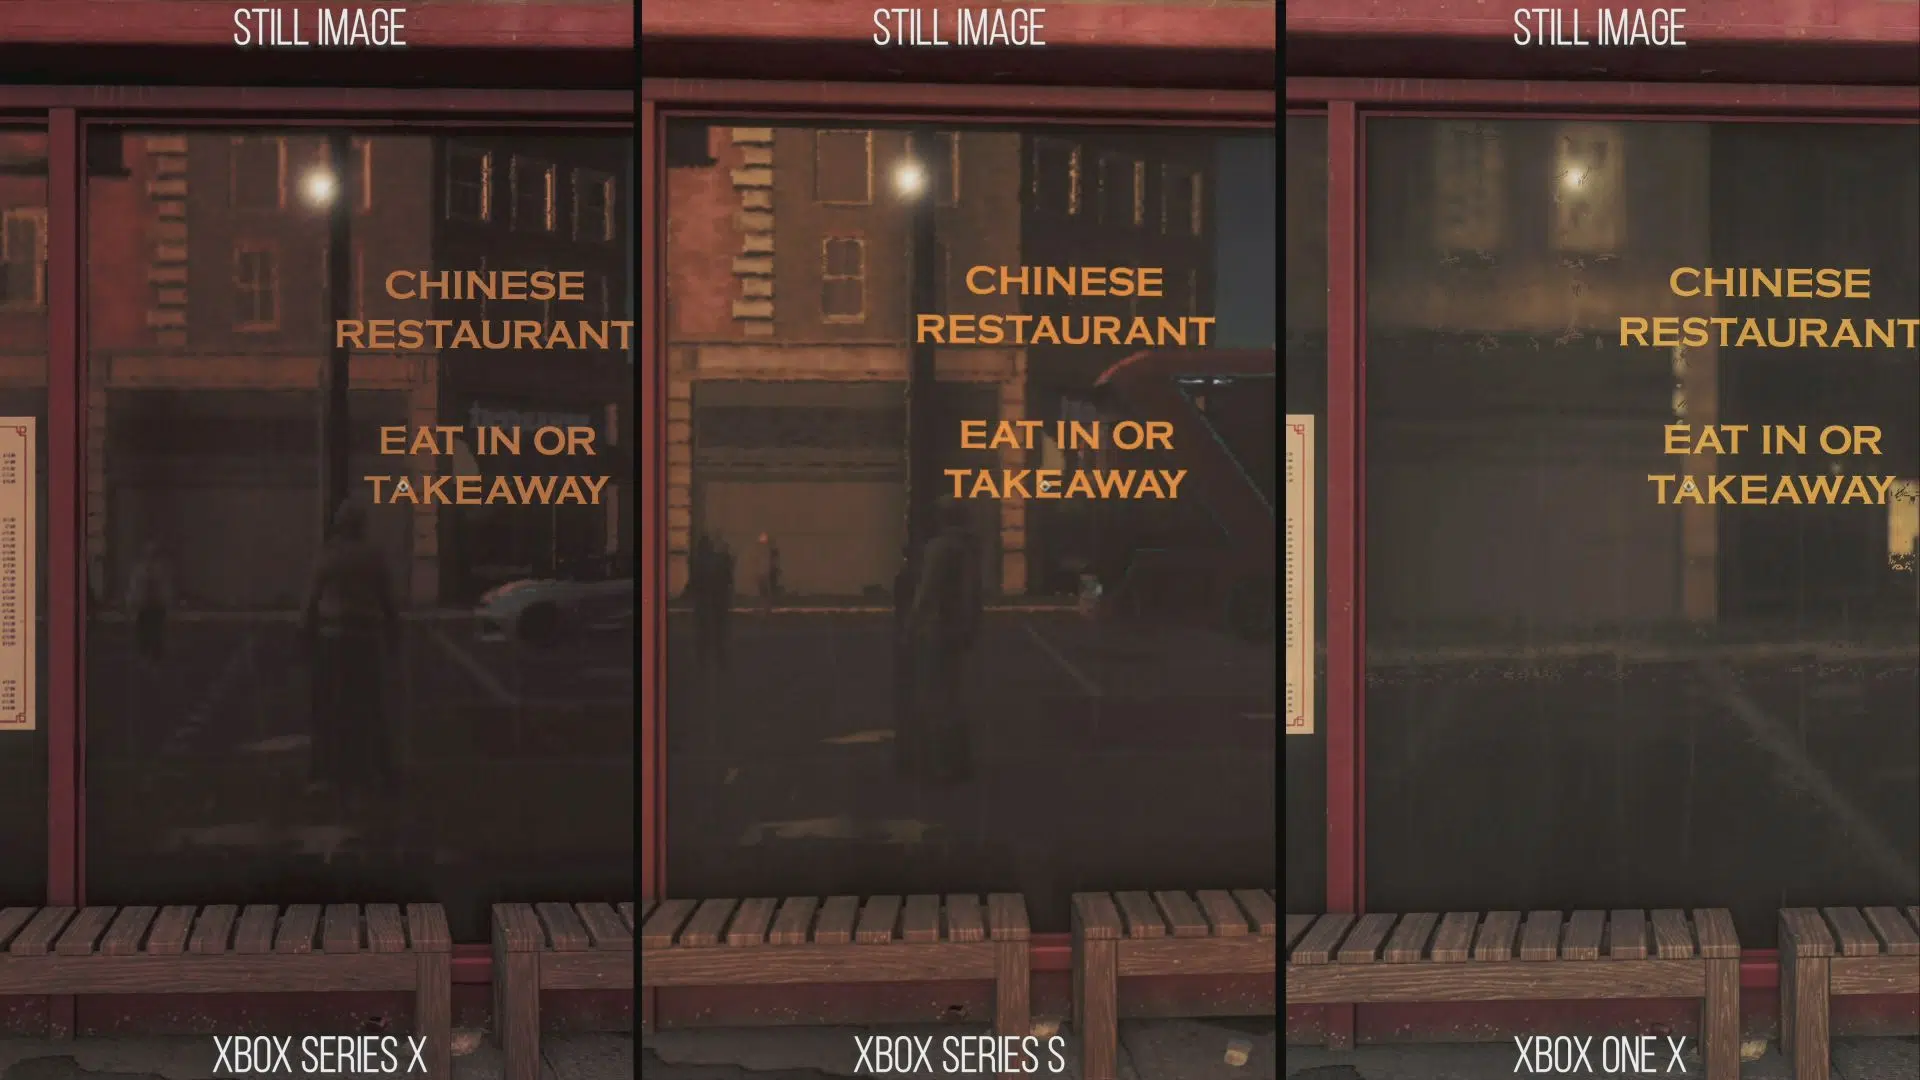 STILL IMAGE
STILL IMAGE
STILL IMAGE
CHINESE
RESTAURANT
EAT IN OR
TAKEAWAY
CHINESE
RESTAURANT
EAT IN OR
TAKEAWAY
CHINESE
RESTAURANT
EAT IN OR
TAKEAWAY
XBOX SERIES X
XBOX SERIES S
XBOX ONE X